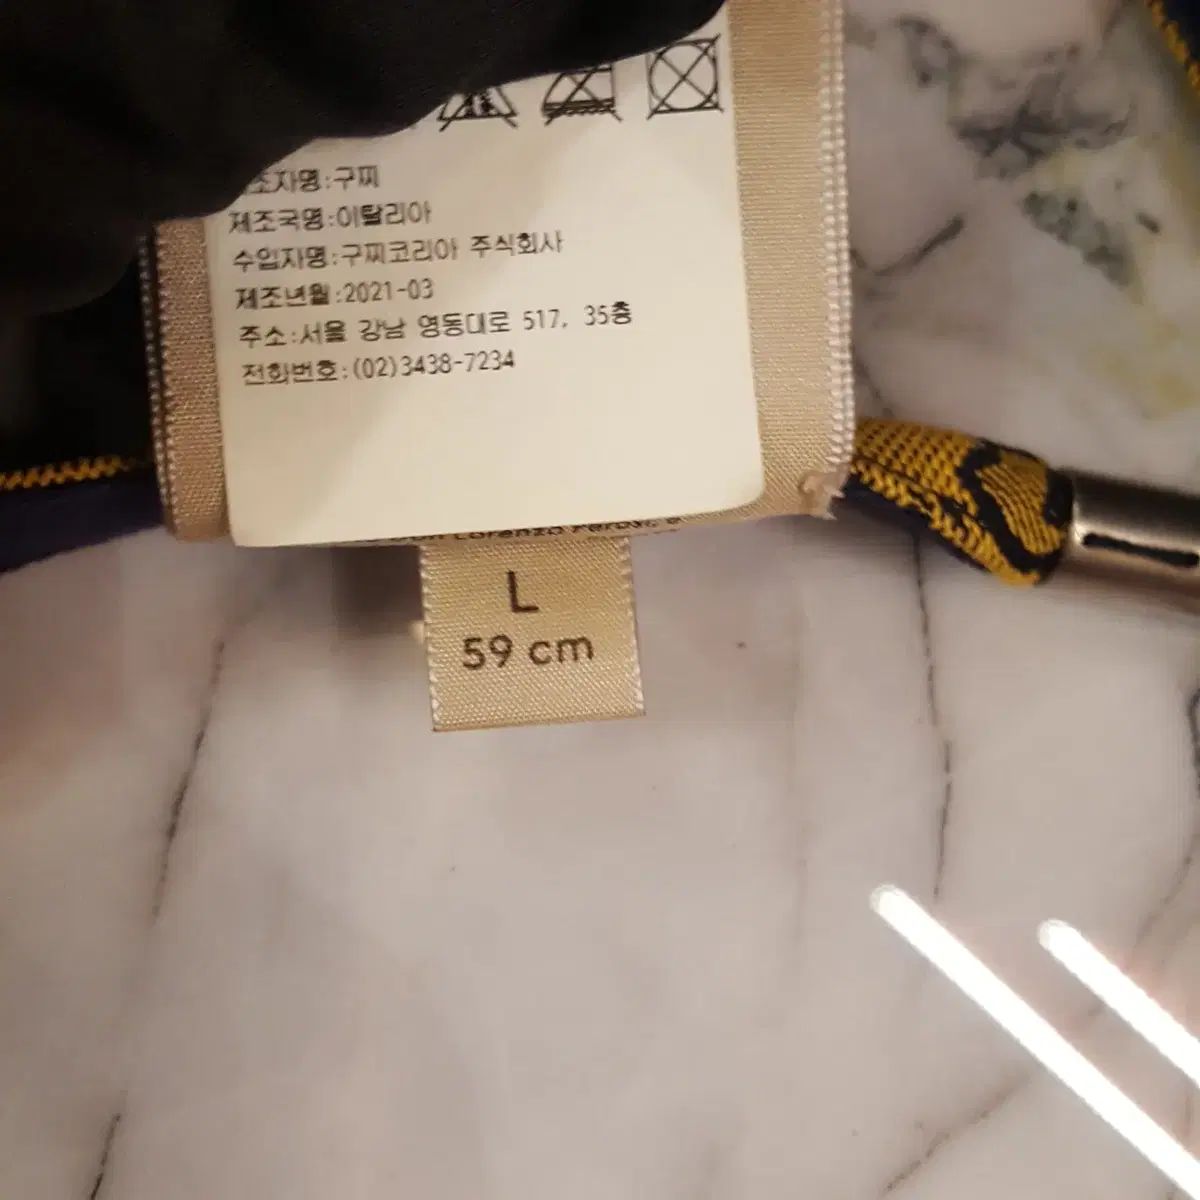 제조자명:구찌
제조국명:이탈리아
수입자명:구찌코리아 주식회사
제조년월:2021-03
주소:서울 강남 영동대로 517, 35층
전화번호:(02)3438-7234
Lorenzo
L
59 cm